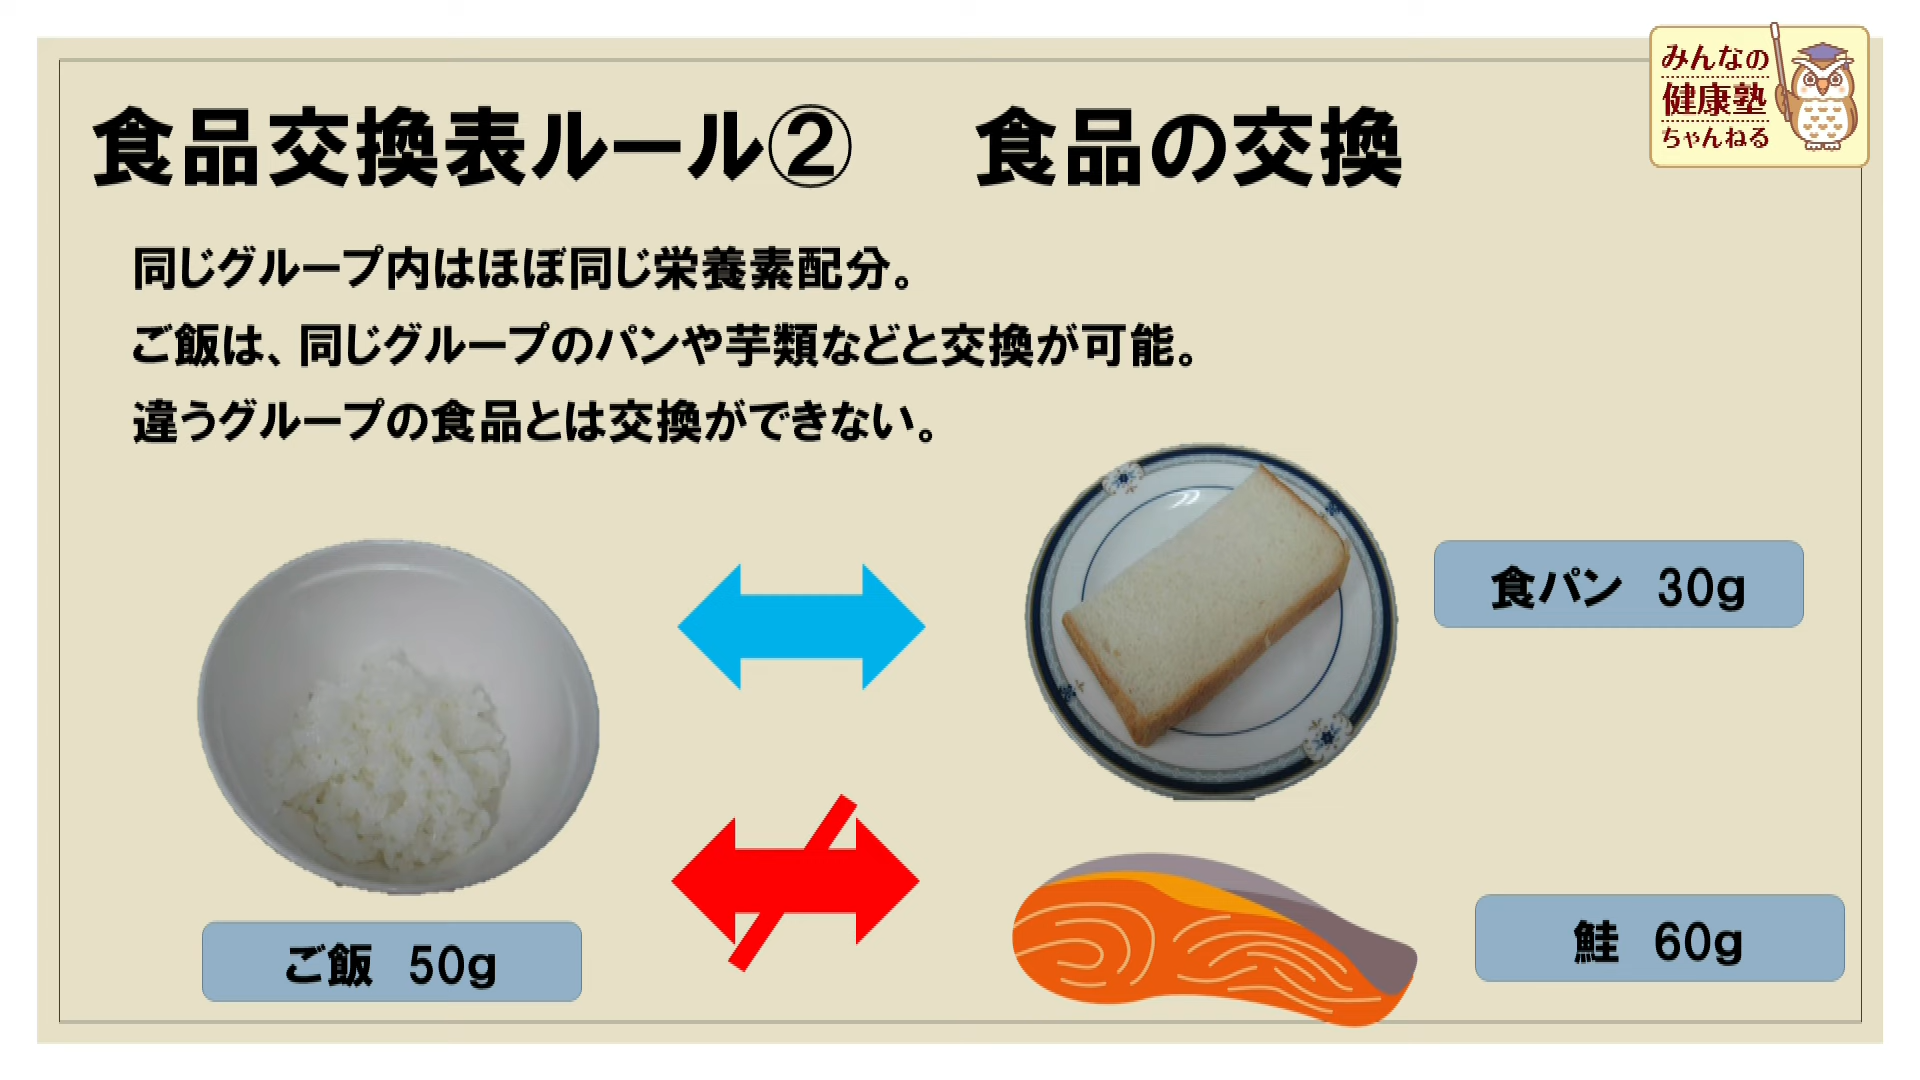 みんなの
健康塾
ちゃんねる
食品交換表ルール②　食品の交換
同じグループ内はほぼ同じ栄養素配分。
ご飯は、同じグループのパンや芋類などと交換が可能。
違うグループの食品とは交換ができない。
食パン　30g
ご飯　50g
鮭　60g